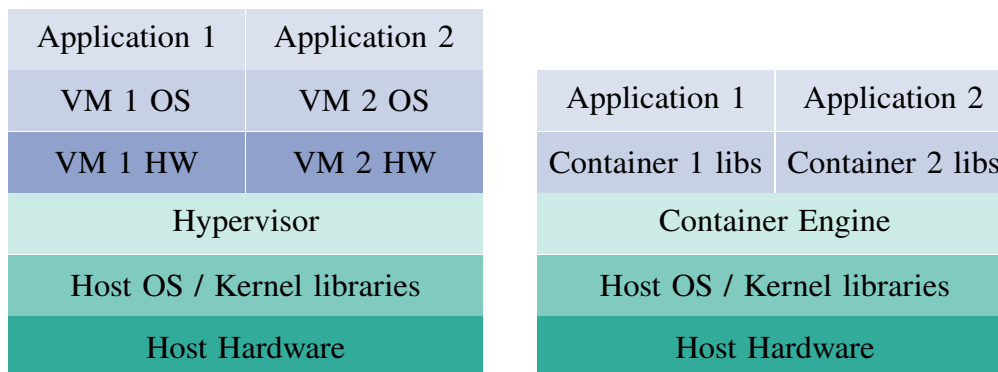 Application 1
Application 2
VM 1 OS
VM 2 OS
VM 1 HW
VM 2 HW
Hypervisor
Host OS / Kernel libraries
Host Hardware
Application 1
Application 2
Container 1 libs
Container 2 libs
Container Engine
Host OS / Kernel libraries
Host Hardware